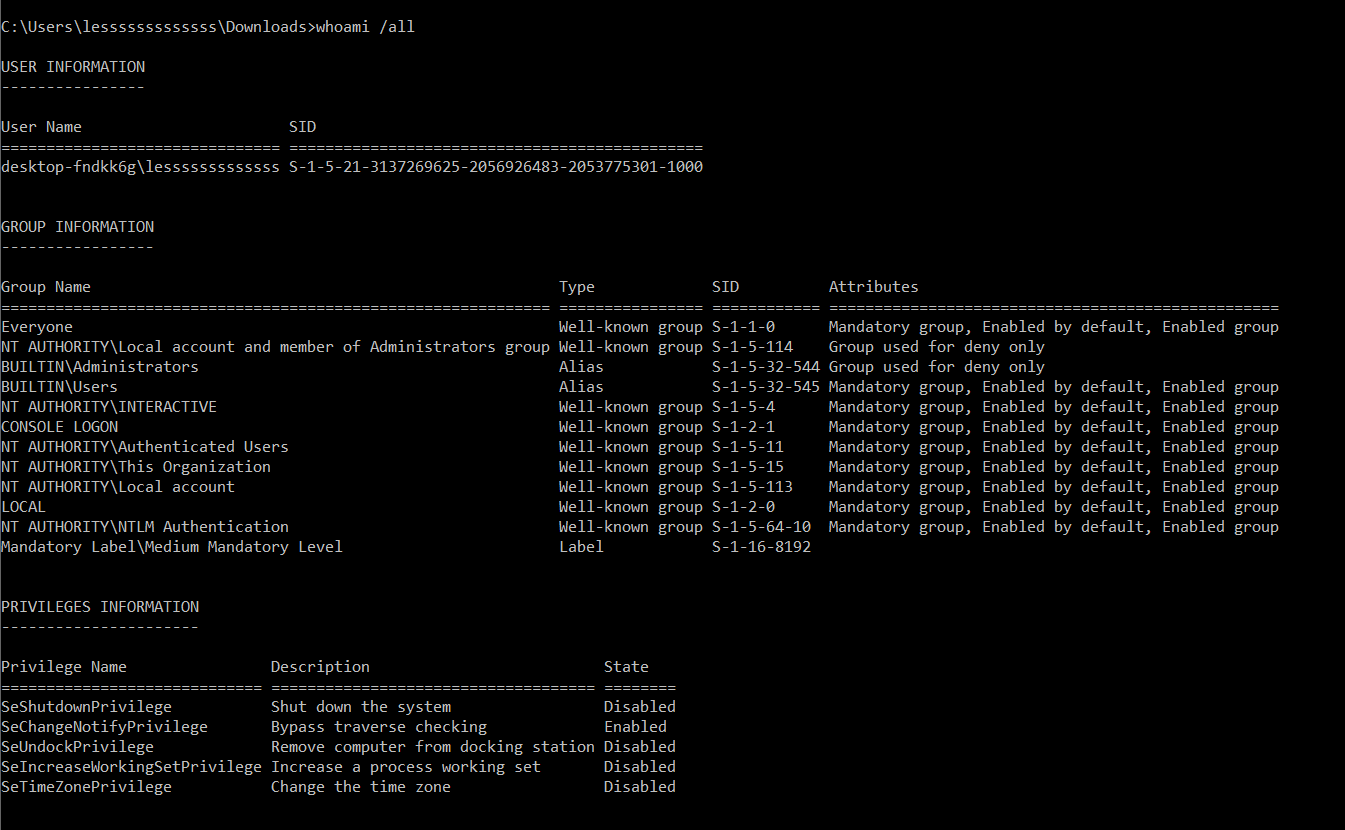 C:\Users\lesssssssssssss\Downloads>whoami /all
USER INFORMATION
----------------
User Name                      SID
============================== ==============================================
desktop-fndkk6g\lesssssssssssss S-1-5-21-3137269625-2056926483-2053775301-1000
GROUP INFORMATION
-----------------
Group Name                                                    Type             SID          Attributes
============================================================= ================ ============ ==================================================
Everyone                                                      Well-known group S-1-1-0      Mandatory group, Enabled by default, Enabled group
NT AUTHORITY\Local account and member of Administrators group Well-known group S-1-5-114    Group used for deny only
BUILTIN\Administrators                                        Alias            S-1-5-32-544 Group used for deny only
BUILTIN\Users                                                 Alias            S-1-5-32-545 Mandatory group, Enabled by default, Enabled group
NT AUTHORITY\INTERACTIVE                                      Well-known group S-1-5-4      Mandatory group, Enabled by default, Enabled group
CONSOLE LOGON                                                 Well-known group S-1-2-1      Mandatory group, Enabled by default, Enabled group
NT AUTHORITY\Authenticated Users                              Well-known group S-1-5-11     Mandatory group, Enabled by default, Enabled group
NT AUTHORITY\This Organization                                Well-known group S-1-5-15     Mandatory group, Enabled by default, Enabled group
NT AUTHORITY\Local account                                    Well-known group S-1-5-113    Mandatory group, Enabled by default, Enabled group
LOCAL                                                         Well-known group S-1-2-0      Mandatory group, Enabled by default, Enabled group
NT AUTHORITY\NTLM Authentication                              Well-known group S-1-5-64-10  Mandatory group, Enabled by default, Enabled group
Mandatory Label\Medium Mandatory Level                        Label            S-1-16-8192
PRIVILEGES INFORMATION
----------------------
Privilege Name                Description                          State
============================= ==================================== ========
SeShutdownPrivilege           Shut down the system                 Disabled
SeChangeNotifyPrivilege       Bypass traverse checking             Enabled
SeUndockPrivilege             Remove computer from docking station Disabled
SeIncreaseWorkingSetPrivilege Increase a process working set       Disabled
SeTimeZonePrivilege           Change the time zone                 Disabled